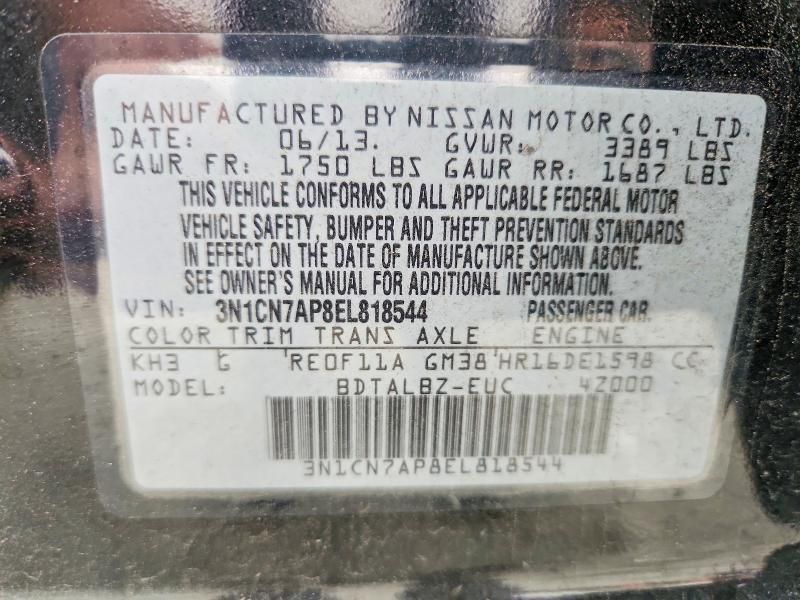 MANUFACTURED BY NISSAN MOTOR CO., LTD.
DATE: 06/13. GVWR: 3389 LBS
GAWR FR: 1750 LBS GAWR RR: 1687 LBS
THIS VEHICLE CONFORMS TO ALL APPLICABLE FEDERAL MOTOR
VEHICLE SAFETY, BUMPER AND THEFT PREVENTION STANDARDS
IN EFFECT ON THE DATE OF MANUFACTURE SHOWN ABOVE.
SEE OWNER'S MANUAL FOR ADDITIONAL INFORMATION.
VIN: 3N1CN7AP8EL818544 PASSENGER CAR.
COLOR TRIM TRANS AXLE ENGINE
KH3 G RE0F11A GM38 HR16DE1598 CC
MODEL: BDTALBZ-EUC 4Z000
3N1CN7AP8EL818544